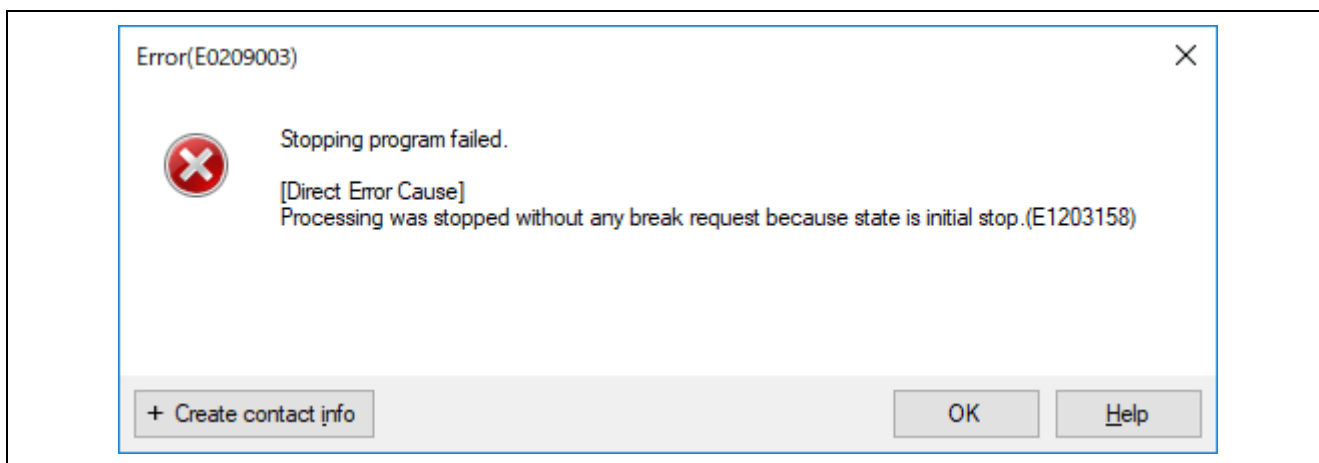 Error(E0209003)
Stopping program failed.
[Direct Error Cause]
Processing was stopped without any break request because state is initial stop.(E1203158)
+ Create contact info
OK
Help